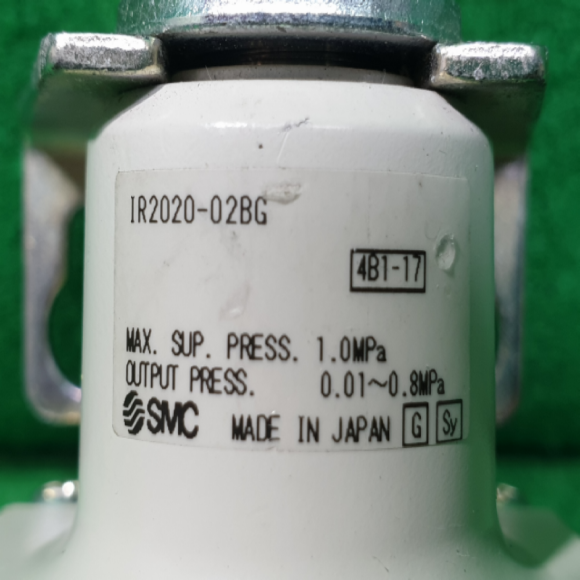 IR2020-02BG
4B1-17
MAX. SUP. PRESS. 1.0MPa
OUTPUT PRESS. 0.01~0.8MPa
SMC MADE IN JAPAN G Sy